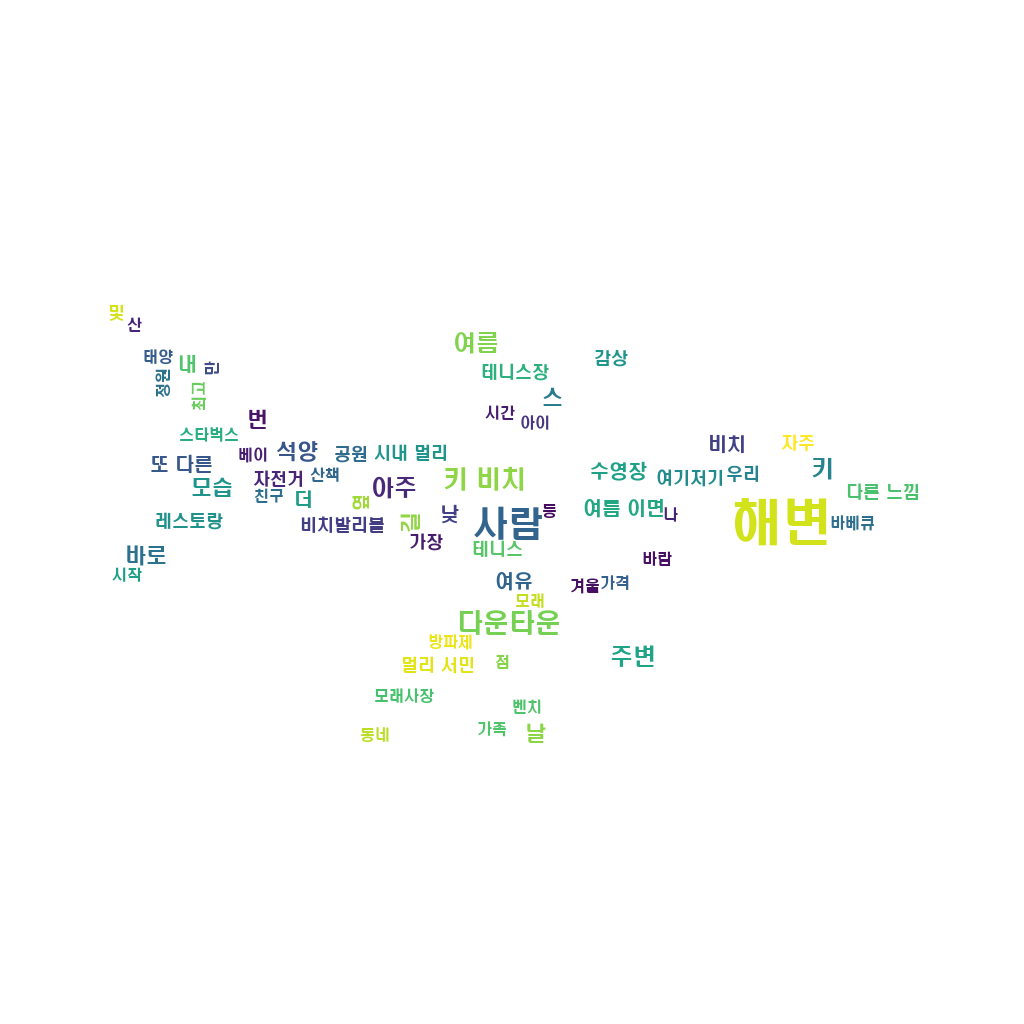 및
산
여름
태양
내
만
감상
테니스장
정원
최고
스
시간
아이
번
스타벅스
비치
자주
베이
석양
공원
시내 멀리
또 다른
산책
키 비치
수영장
여기저기
우리
키
모습
친구
자전거
더
옆
아주
다른 느낌
레스토랑
비치발리볼
길
낮
사람
등
여름 이면
나
해변
바베큐
가장
테니스
바로
시작
여유
바람
겨울
가격
모래
다운타운
방파제
멀리 서민
점
주변
모래사장
벤치
동네
가족
날